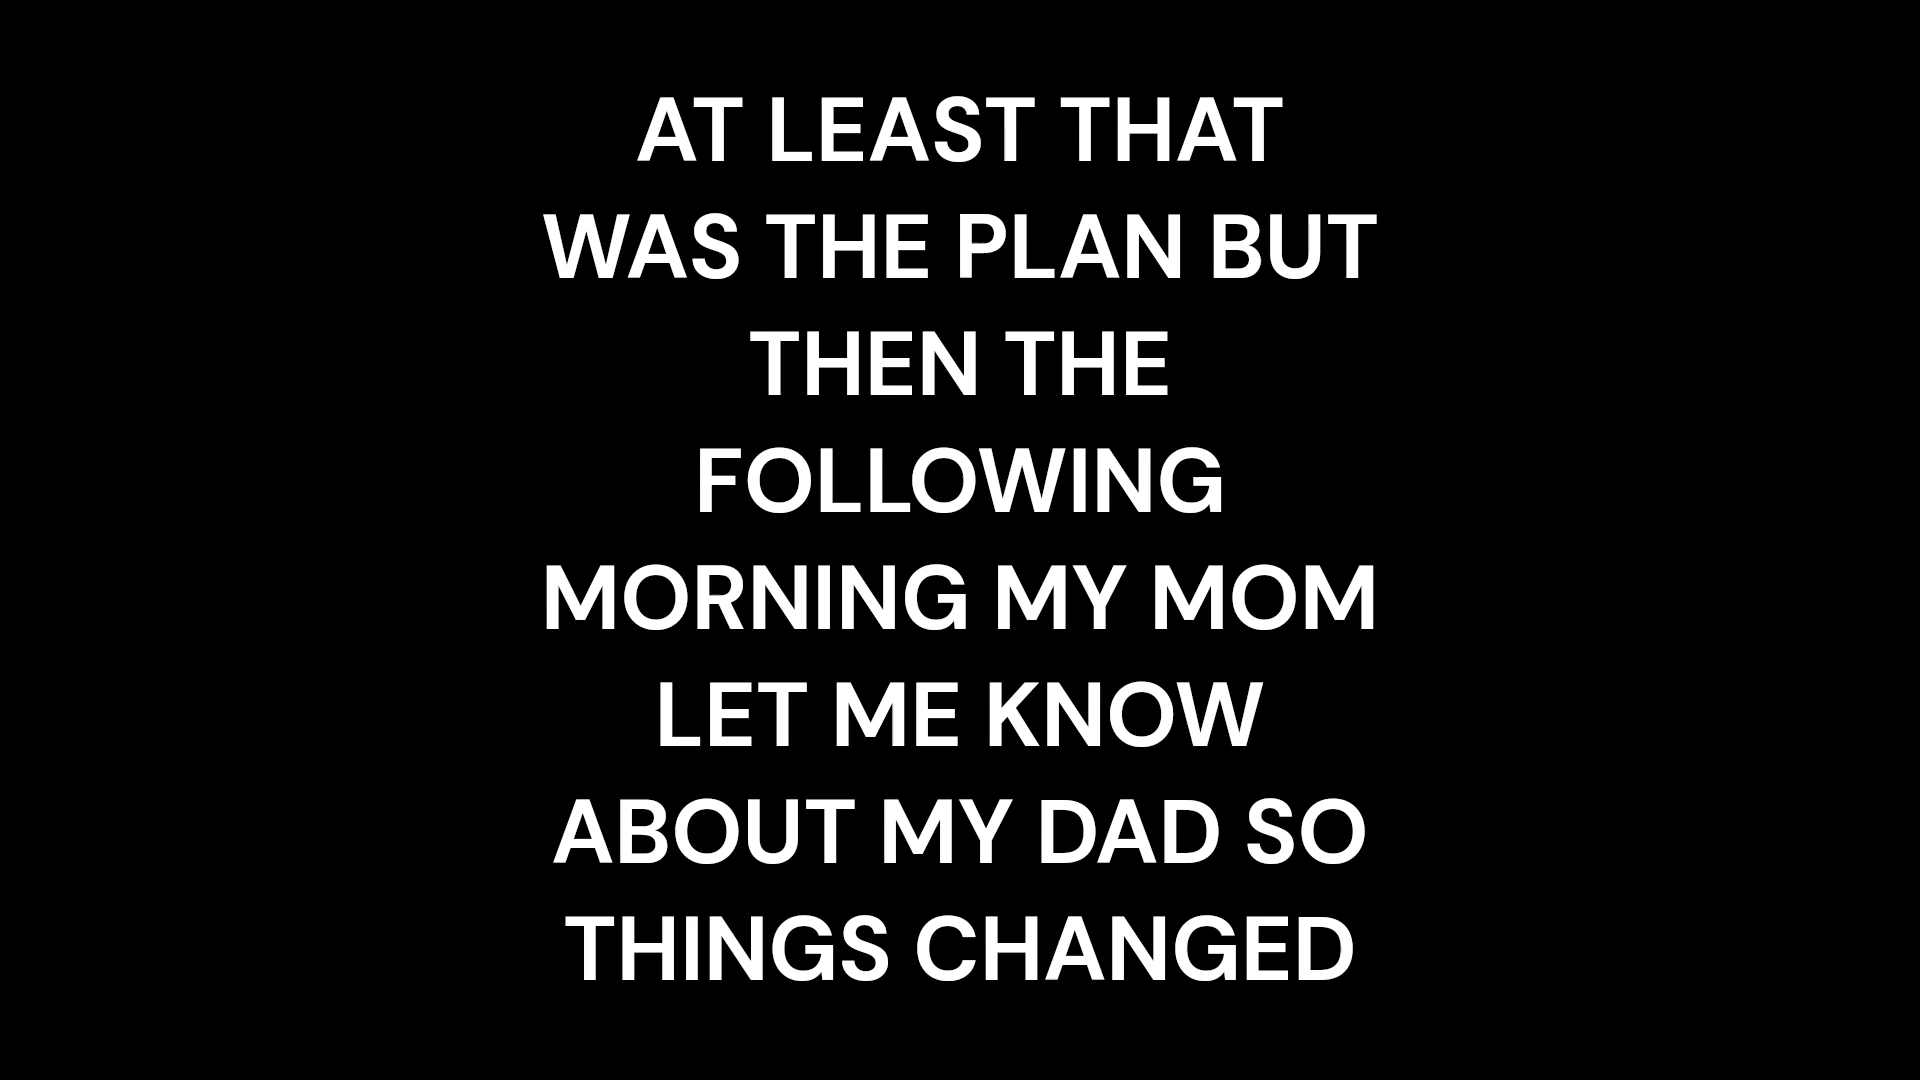 AT LEAST THAT
WAS THE PLAN BUT
THEN THE
FOLLOWING
MORNING MY MOM
LET ME KNOW
ABOUT MY DAD SO
THINGS CHANGED